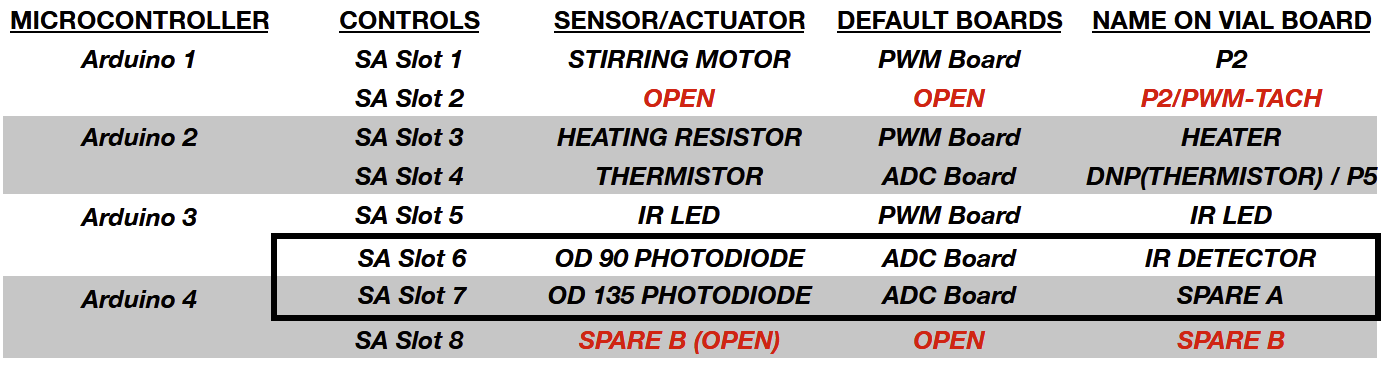 MICROCONTROLLER CONTROLS SENSOR/ACTUATOR DEFAULT BOARDS NAME ON VIAL BOARD
Arduino 1 SA Slot 1 STIRRING MOTOR PWM Board P2
SA Slot 2 OPEN OPEN P2/PWM-TACH
Arduino 2 SA Slot 3 HEATING RESISTOR PWM Board HEATER
SA Slot 4 THERMISTOR ADC Board DNP(THERMISTOR) / P5
Arduino 3 SA Slot 5 IR LED PWM Board IR LED
SA Slot 6 OD 90 PHOTODIODE ADC Board IR DETECTOR
Arduino 4 SA Slot 7 OD 135 PHOTODIODE ADC Board SPARE A
SA Slot 8 SPARE B (OPEN) OPEN SPARE B